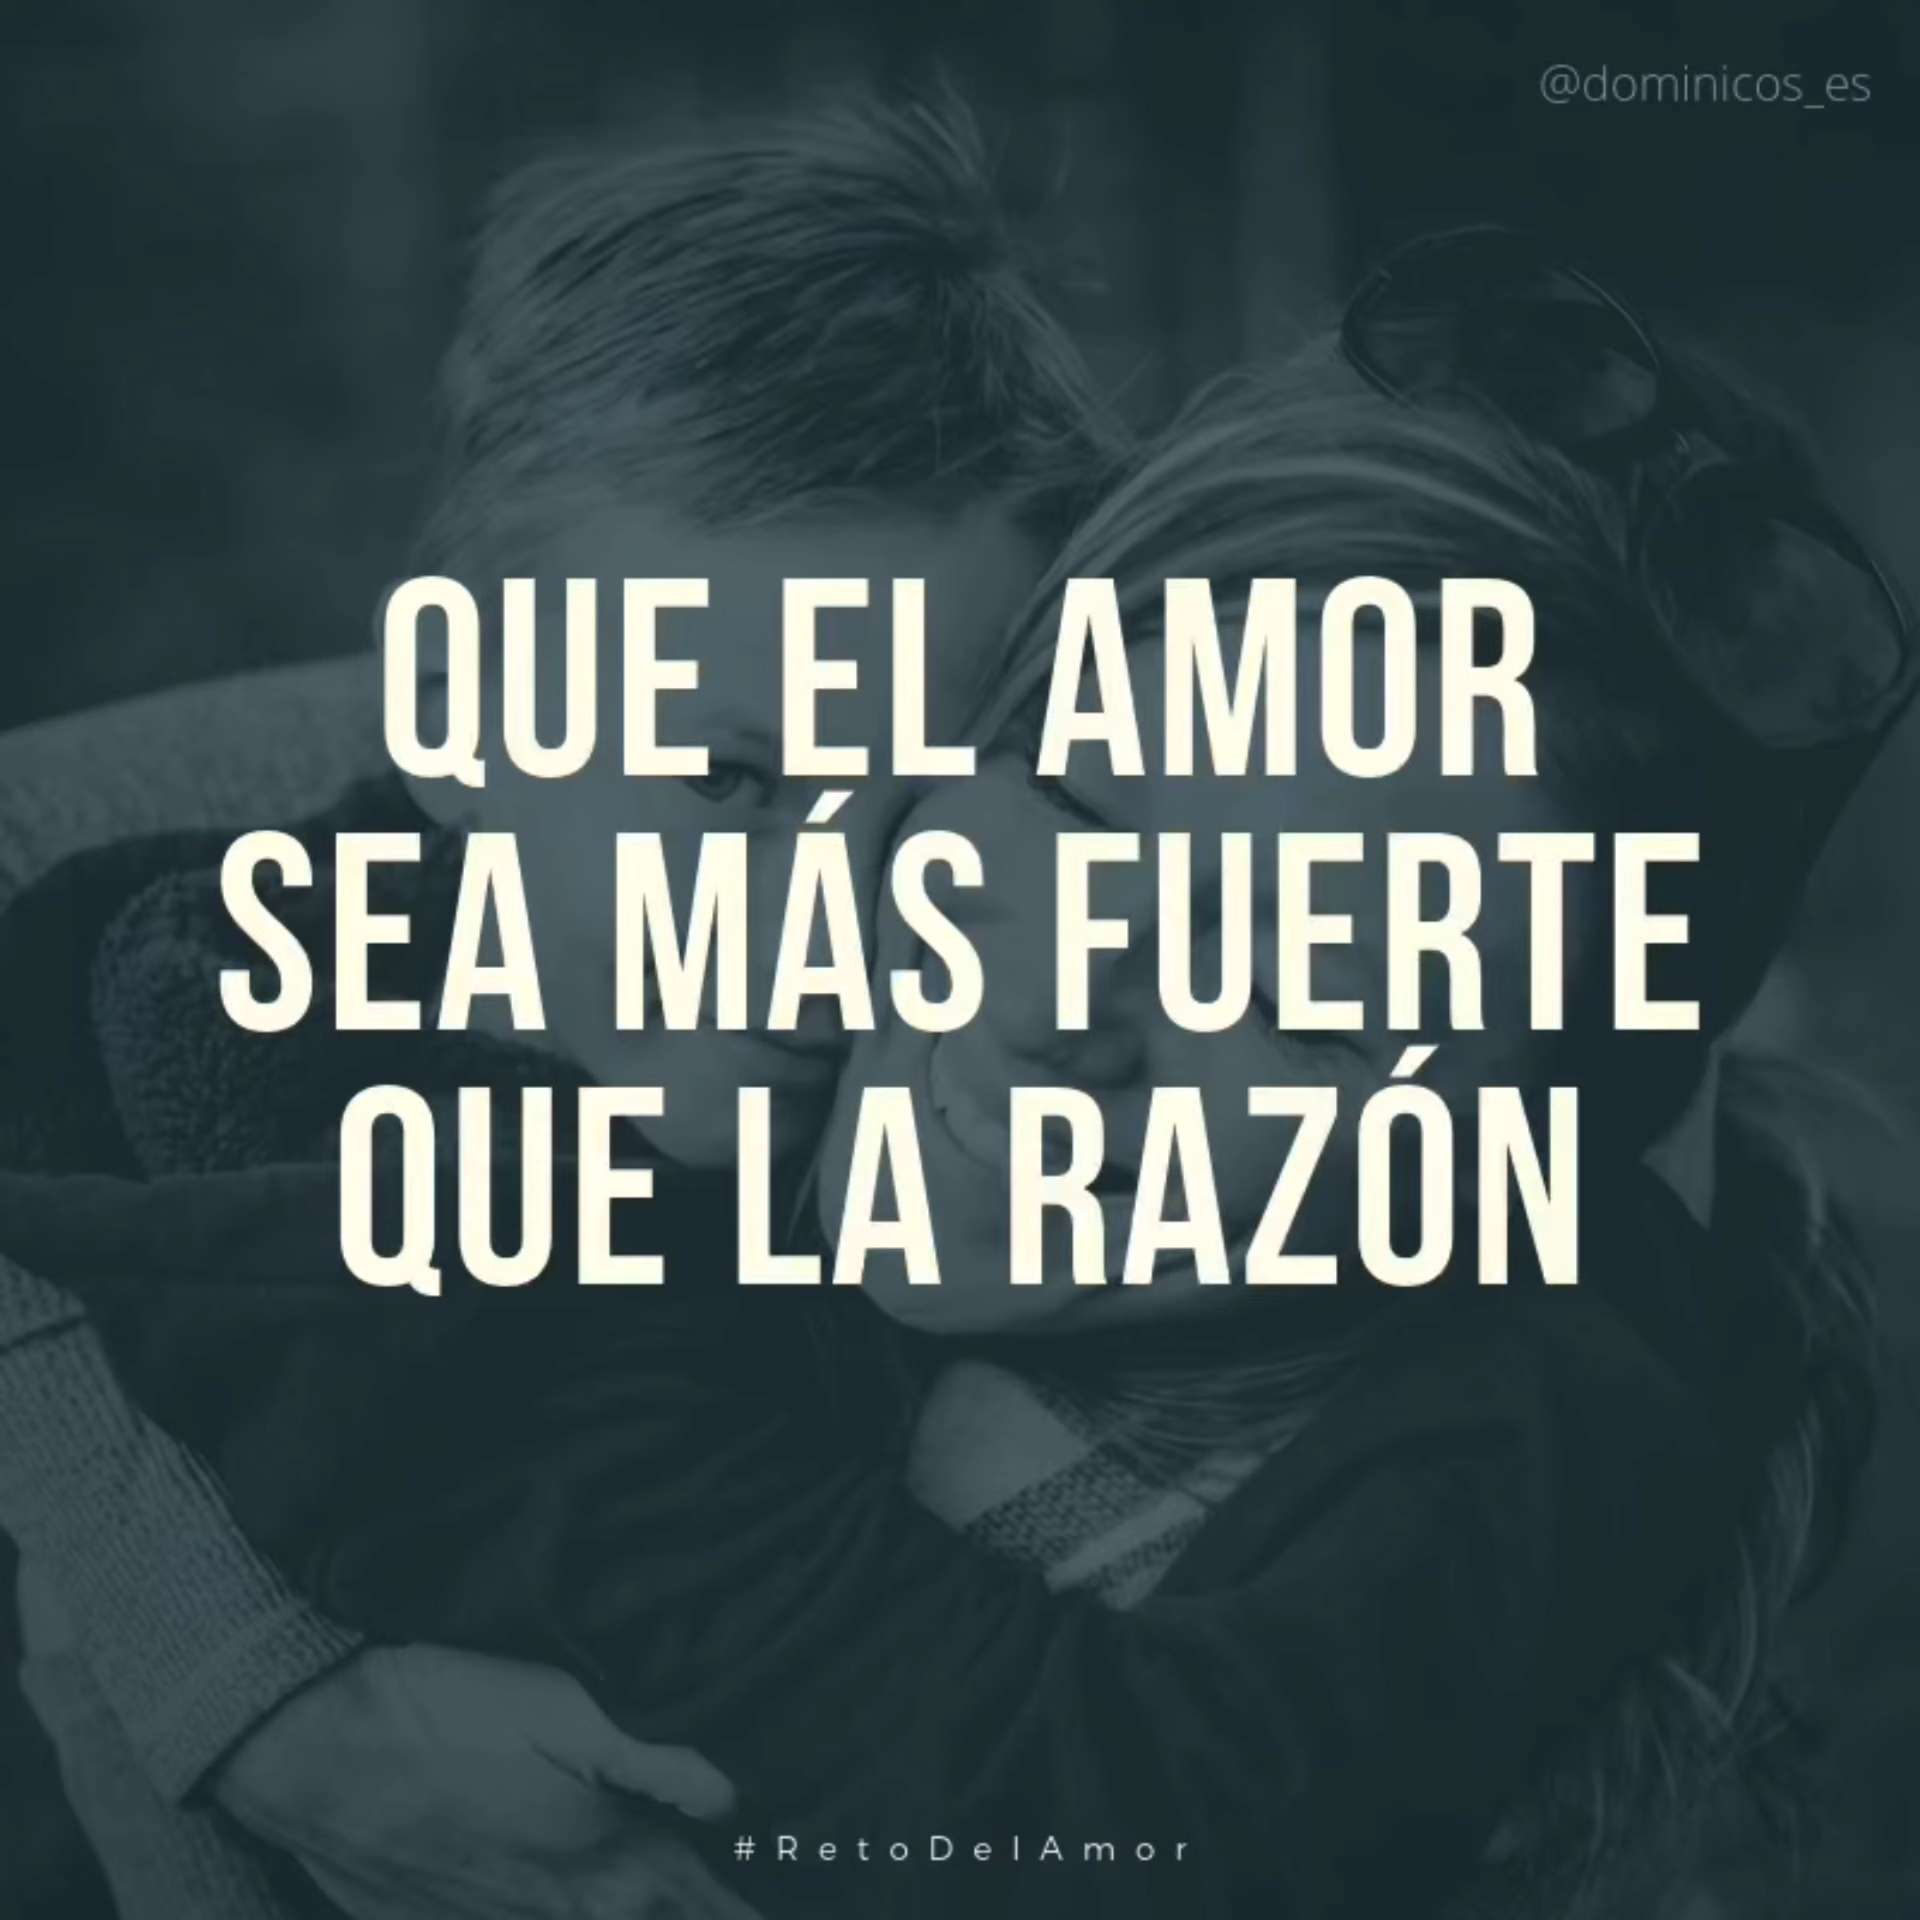 @dominicos_es
QUE EL AMOR
SEA MÁS FUERTE
QUE LA RAZÓN
#RetoDelAmor